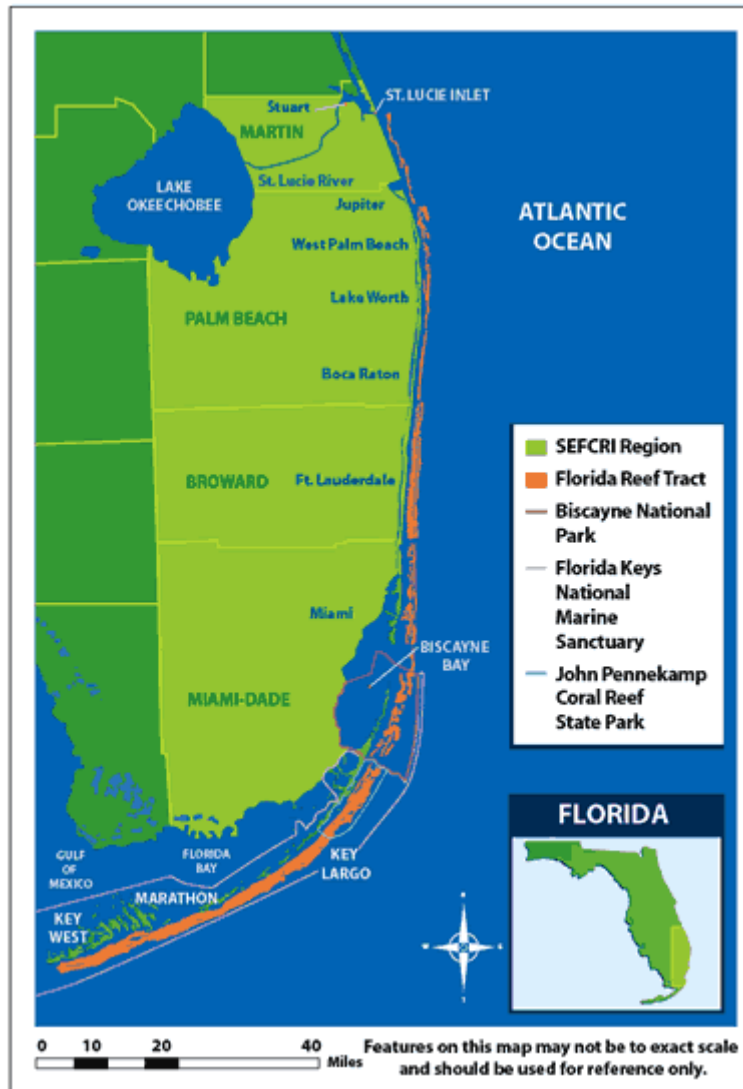 Stuart
ST. LUCIE INLET
MARTIN
LAKE
OKEECHOBEE
St. Lucie River
Jupiter
ATLANTIC
OCEAN
West Palm Beach
Lake Worth
PALM BEACH
Boca Raton
SEFCRI Region
Florida Reef Tract
Biscayne National
Park
Florida Keys
National
Marine
Sanctuary
John Pennekamp
Coral Reef
State Park
BROWARD
Ft. Lauderdale
Miami
BISCAYNE
BAY
MIAMI-DADE
FLORIDA
GULF
OF
MEXICO
FLORIDA
BAY
KEY
LARGO
MARATHON
KEY
WEST
0 10 20 40
Miles
Features on this map may not be to exact scale
and should be used for reference only.